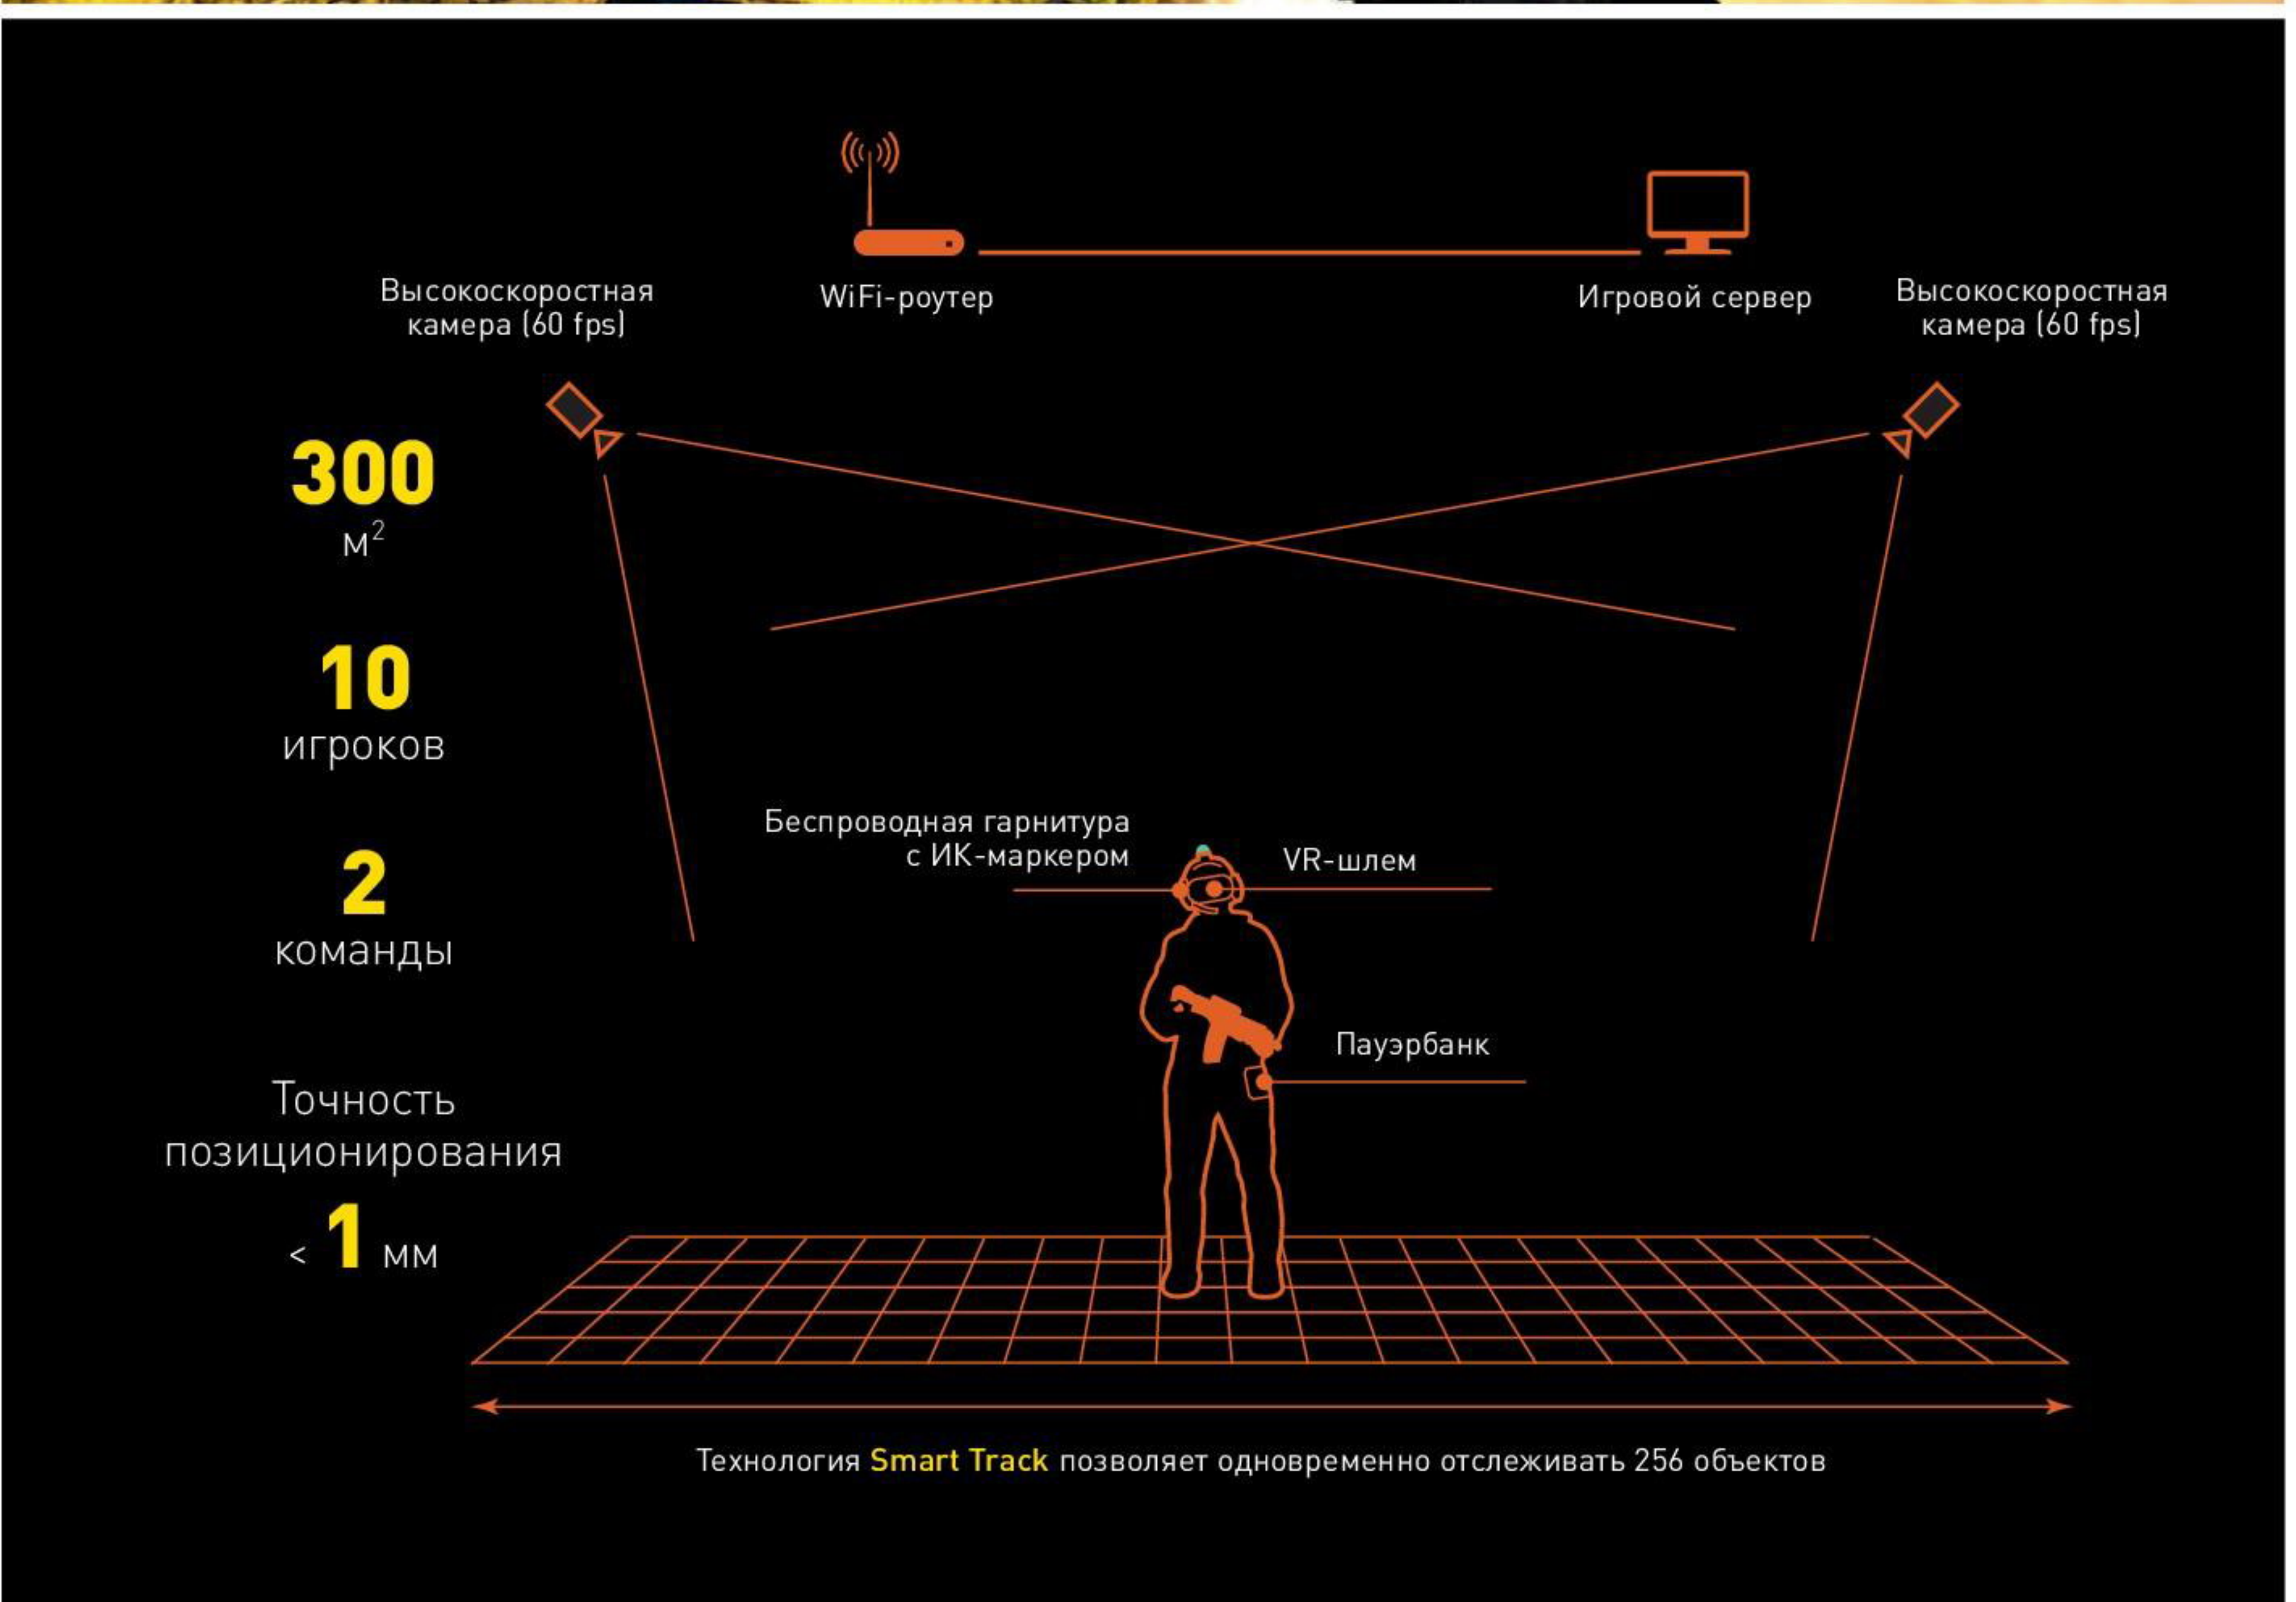 WiFi-роутер
Игровой сервер
Высокоскоростная
камера (60 fps)
Высокоскоростная
камера (60 fps)
300
м²
10
игроков
2
команды
Точность
позиционирования
< 1 мм
Беспроводная гарнитура
с ИК-маркером
VR-шлем
Пауэрбанк
Технология Smart Track позволяет одновременно отслеживать 256 объектов